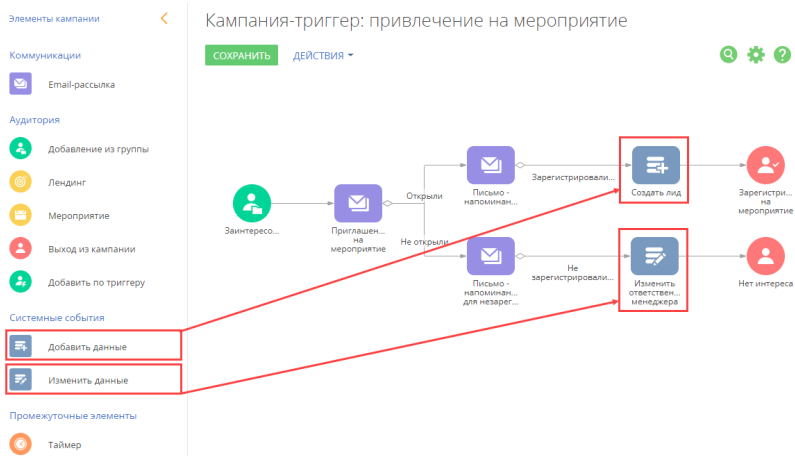 Элементы кампании
Коммуникации
Email-рассылка
Аудитория
Добавление из группы
Лендинг
Мероприятие
Выход из кампании
Добавить по триггеру
Системные события
Добавить данные
Изменить данные
Промежуточные элементы
Таймер
Кампания-триггер: привлечение на мероприятие
СОХРАНИТЬ
ДЕЙСТВИЯ
Заинтересо...
Приглашен...
на
мероприятие
Открыли
Не открыли
Письмо -
напоминан...
Зарегистрировали...
Создать лид
Зарегистри...
на
мероприятие
Письмо -
напоминан...
для незарег...
Не
зарегистрировали...
Изменить
ответствен...
менеджера
Нет интереса